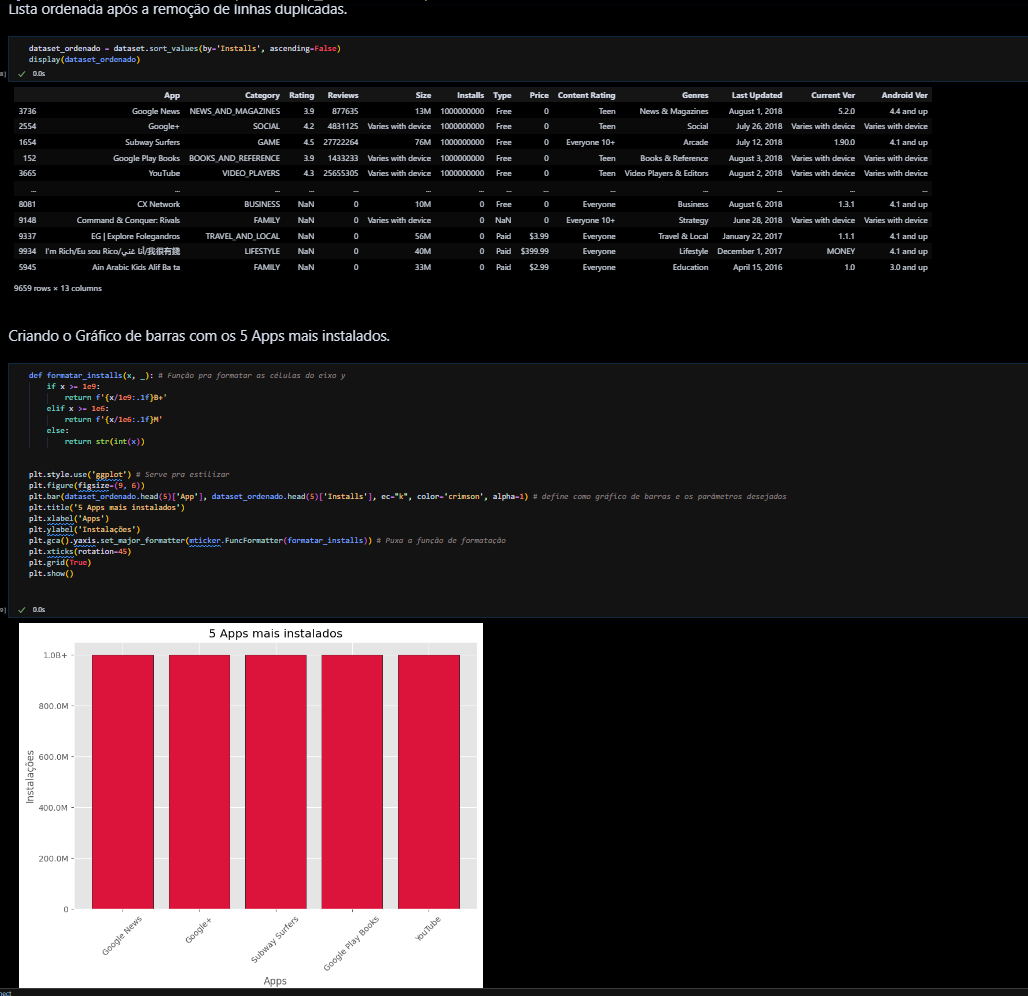 Lista ordenada após a remoção de linhas duplicadas.
dataset_ordenado = dataset.sort_values(by='Installs', ascending=False)
display(dataset_ordenado)
0.0s
App Category Rating Reviews Size Installs Type Price Content Rating Genres Last Updated Current Ver Android Ver
3736 Google News NEWS_AND_MAGAZINES 3.9 877635 13M 1000000000 Free 0 Teen News & Magazines August 1, 2018 5.2.0 4.4 and up
2554 Google+ SOCIAL 4.2 4831125 Varies with device 1000000000 Free 0 Teen Social July 26, 2018 Varies with device Varies with device
1654 Subway Surfers GAME 4.5 27722264 76M 1000000000 Free 0 Everyone 10+ Arcade July 12, 2018 1.90.0 4.1 and up
152 Google Play Books BOOKS_AND_REFERENCE 3.9 1433233 Varies with device 1000000000 Free 0 Teen Books & Reference August 3, 2018 Varies with device Varies with device
3665 YouTube VIDEO_PLAYERS 4.3 25655305 Varies with device 1000000000 Free 0 Teen Video Players & Editors August 2, 2018 Varies with device Varies with device
... ... ... ... ... ... ... ... ... ... ... ... ... ...
8081 CX Network BUSINESS NaN 0 10M 0 Free 0 Everyone Business August 6, 2018 1.3.1 4.1 and up
9148 Command & Conquer: Rivals FAMILY NaN 0 Varies with device 0 NaN 0 Everyone 10+ Strategy June 28, 2018 Varies with device Varies with device
9337 EG | Explore Folegandros TRAVEL_AND_LOCAL NaN 0 56M 0 Paid $3.99 Everyone Travel & Local January 22, 2017 1.1.1 4.1 and up
9934 I'm Rich/Eu sou Rico/أنا غني/我很有錢 LIFESTYLE NaN 0 40M 0 Paid $399.99 Everyone Lifestyle December 1, 2017 MONEY 4.1 and up
5945 Ain Arabic Kids Alif Ba ta FAMILY NaN 0 33M 0 Paid $2.99 Everyone Education April 15, 2016 1.0 3.0 and up
9659 rows × 13 columns
Criando o Gráfico de barras com os 5 Apps mais instalados.
def formatar_installs(x, _): # Função pra formatar as células do eixo y
if x >= 1e9:
return f'{x/1e9:.1f}B+'
elif x >= 1e6:
return f'{x/1e6:.1f}M'
else:
return str(int(x))
plt.style.use('ggplot') # Serve pra estilizar
plt.figure(figsize=(9, 6))
plt.bar(dataset_ordenado.head(5)['App'], dataset_ordenado.head(5)['Installs'], ec="k", color='crimson', alpha=1) # define como gráfico de barras e os parâmetros desejados
plt.title('5 Apps mais instalados')
plt.xlabel('Apps')
plt.ylabel('Instalações')
plt.gca().yaxis.set_major_formatter(mticker.FuncFormatter(formatar_installs)) # Puxa a função de formatação
plt.xticks(rotation=45)
plt.grid(True)
plt.show()
0.0s
5 Apps mais instalados
1.0B+
800.0M
600.0M
400.0M
200.0M
0
Instalações
Google News
Google+
Subway Surfers
Google Play Books
YouTube
Apps